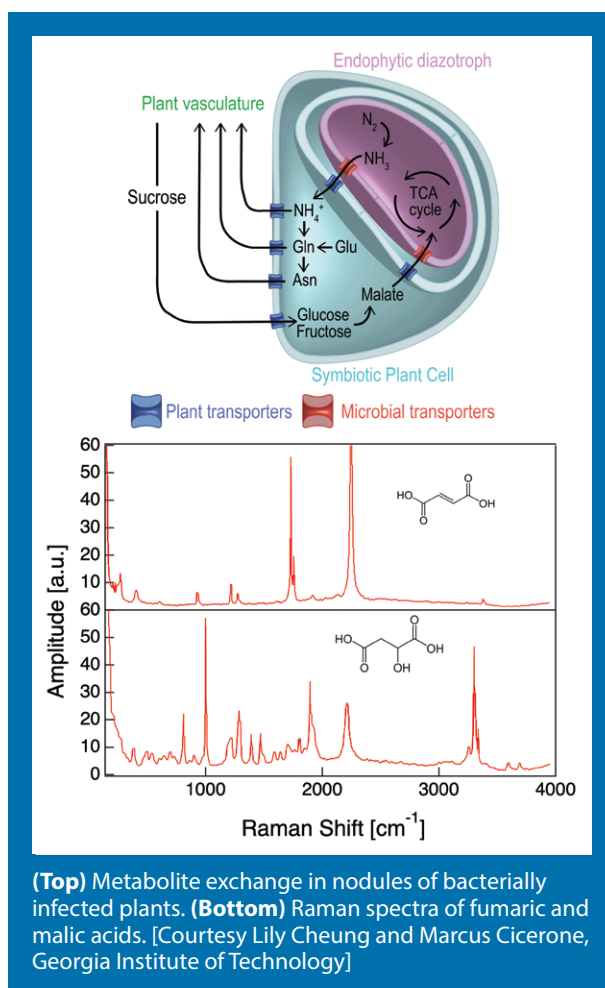 Endophytic diazotroph
Plant vasculature
N2
NH3
Sucrose
TCA
cycle
NH4+
Gln
Glu
Asn
Malate
Glucose
Fructose
Symbiotic Plant Cell
Plant transporters
Microbial transporters
60
50
40
30
20
10
HO
O
O
OH
60
50
40
30
20
10
0
HO
O
OH
O
OH
Amplitude [a.u.]
1000
2000
3000
4000
Raman Shift [cm-1]
(Top) Metabolite exchange in nodules of bacterially
infected plants. (Bottom) Raman spectra of fumaric and
malic acids. [Courtesy Lily Cheung and Marcus Cicerone,
Georgia Institute of Technology]